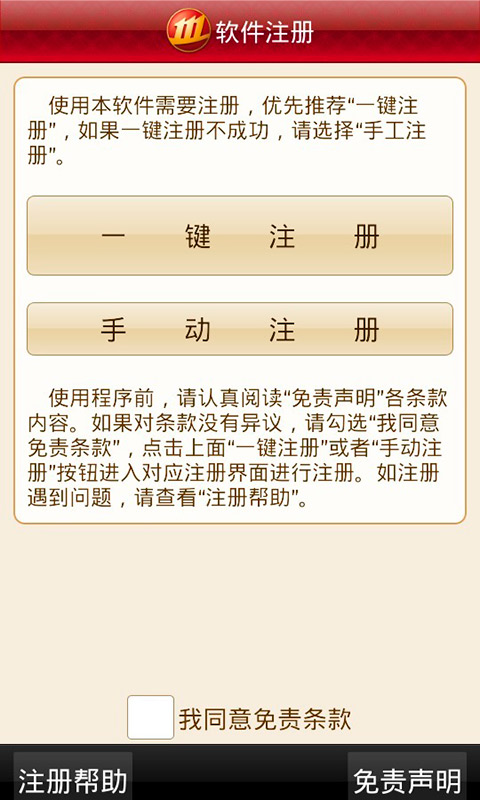 软件注册
使用本软件需要注册，优先推荐“一键注
册”，如果一键注册不成功，请选择“手工注
册”。
一键注册
手动注册
使用程序前，请认真阅读“免责声明”各条款
内容。如果对条款没有异议，请勾选“我同意
免责条款”，点击上面“一键注册”或者“手动注
册”按钮进入对应注册界面进行注册。如注册
遇到问题，请查看“注册帮助”。
我同意免责条款
注册帮助
免责声明